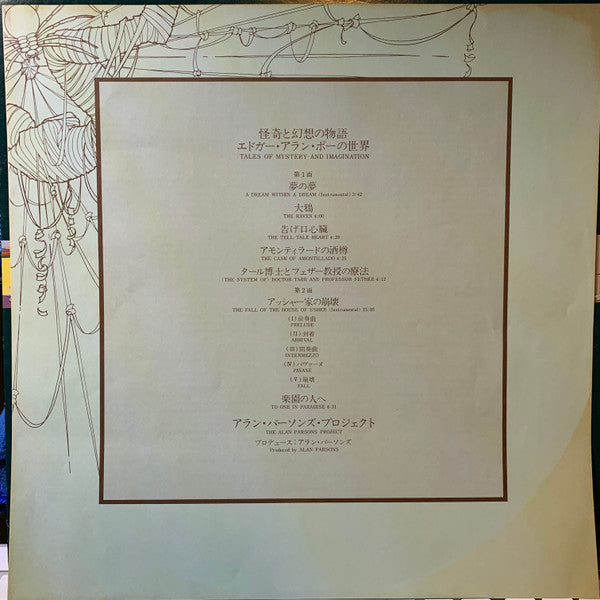 怪奇と幻想の物語
エドガー・アラン・ポーの世界
TALES OF MYSTERY AND IMAGINATION
第1面
夢の夢
A DREAM WITHIN A DREAM (Instrumental) 3:42
大鴉
THE RAVEN 4:00
告げ口心臓
THE TELL TALE HEART 4:39
アモンティラードの酒樽
THE CASK OF AMONTILLADO 4:25
タール博士とフェザー教授の療法
(THE SYSTEM OF) DOCTOR TARR AND PROFESSOR FETHER 4:12
第2面
アッシャー家の崩壊
THE FALL OF THE HOUSE OF USHER (Instrumental) 15:05
(I)前奏曲
PRELUDE
(II)到着
ARRIVAL
(III)間奏曲
INTERMEZZO
(IV)パヴァーヌ
PAVANE
(V)崩壊
FALL
楽園の人へ
TO ONE IN PARADISE 4:31
アラン・パーソンズ・プロジェクト
THE ALAN PARSONS PROJECT
プロデュース：アラン・パーソンズ
Produced by ALAN PARSONS